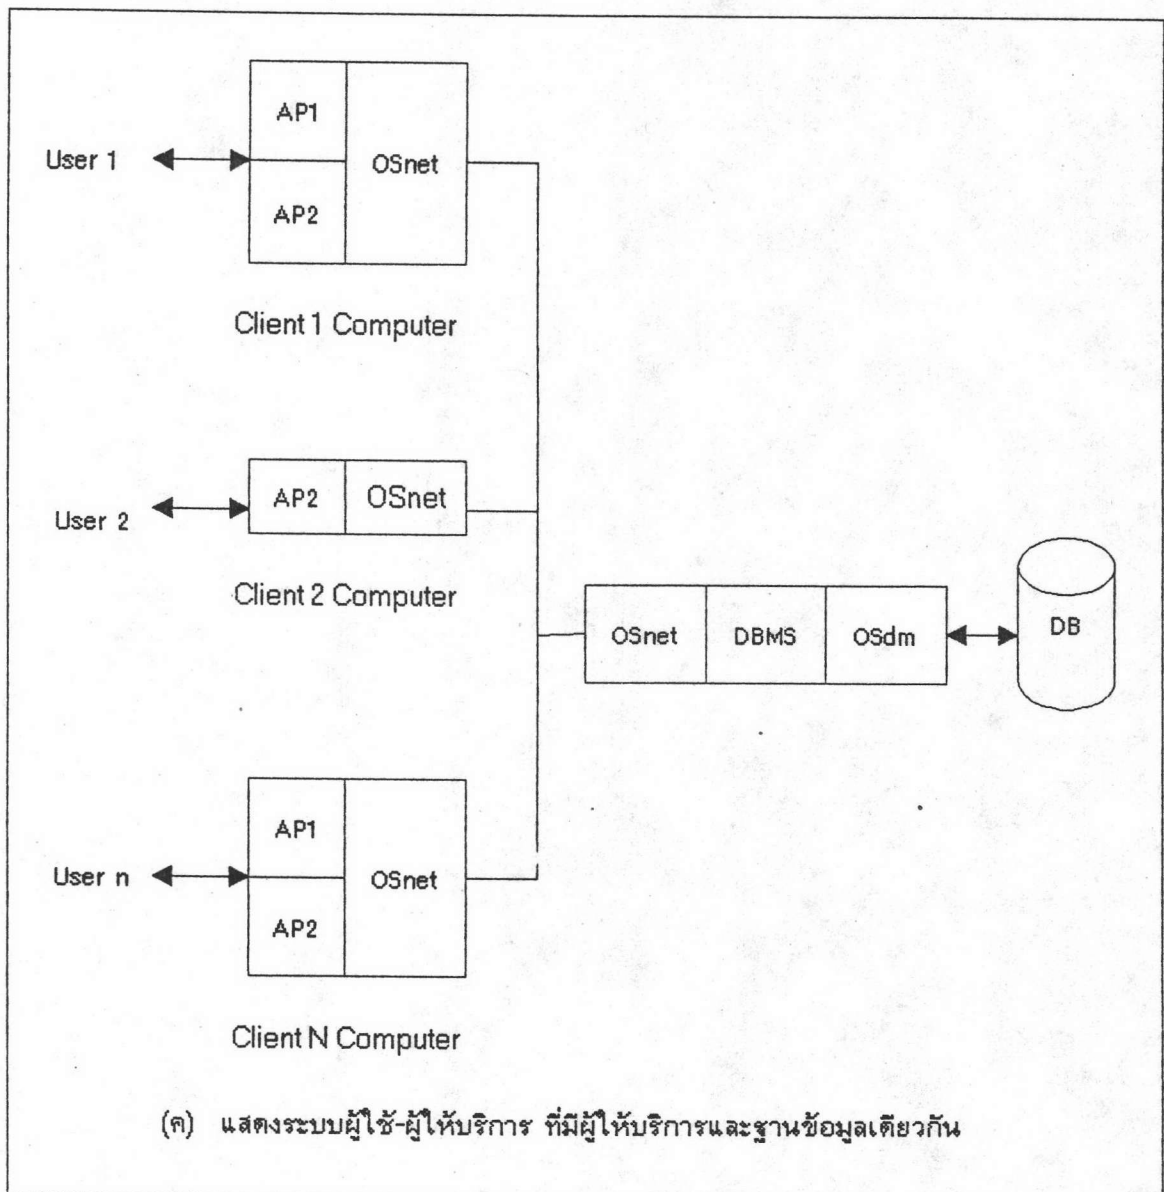 AP1
User 1
OSnet
AP2
Client 1 Computer
AP2
OSnet
User 2
Client 2 Computer
OSnet
DBMS
OSdm
DB
AP1
User n
OSnet
AP2
Client N Computer
(ค) แสดงระบบผู้ใช้-ผู้ให้บริการ ที่มีผู้ให้บริการและฐานข้อมูลเดียวกัน